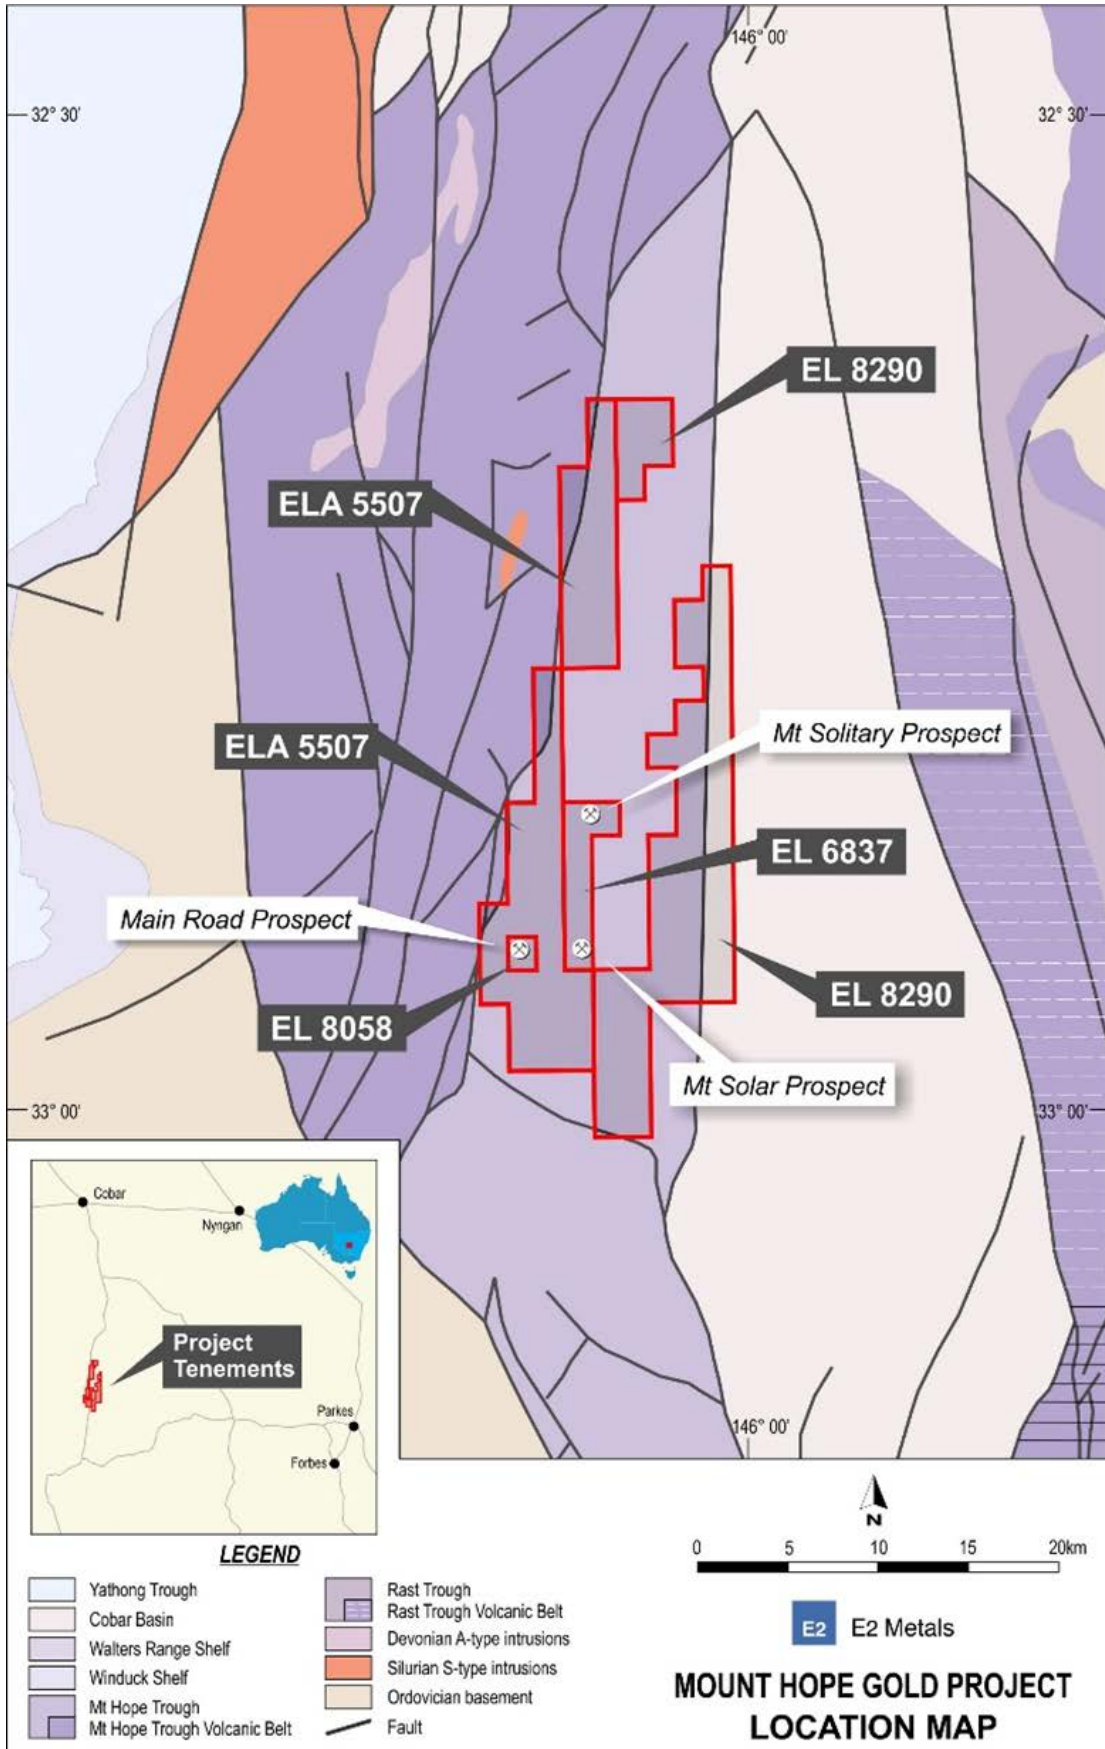 146° 00'
32° 30'
32° 30'
EL 8290
ELA 5507
ELA 5507
Mt Solitary Prospect
EL 6837
Main Road Prospect
EL 8058
EL 8290
Mt Solar Prospect
33° 00'
33° 00'
Cobar
Nyngan
Project
Tenements
Parkes
Forbes
146° 00'
N
0 5 10 15 20km
LEGEND
Yathong Trough
Cobar Basin
Walters Range Shelf
Winduck Shelf
Mt Hope Trough
Mt Hope Trough Volcanic Belt
Rast Trough
Rast Trough Volcanic Belt
Devonian A-type intrusions
Silurian S-type intrusions
Ordovician basement
Fault
E2 E2 Metals
MOUNT HOPE GOLD PROJECT
LOCATION MAP